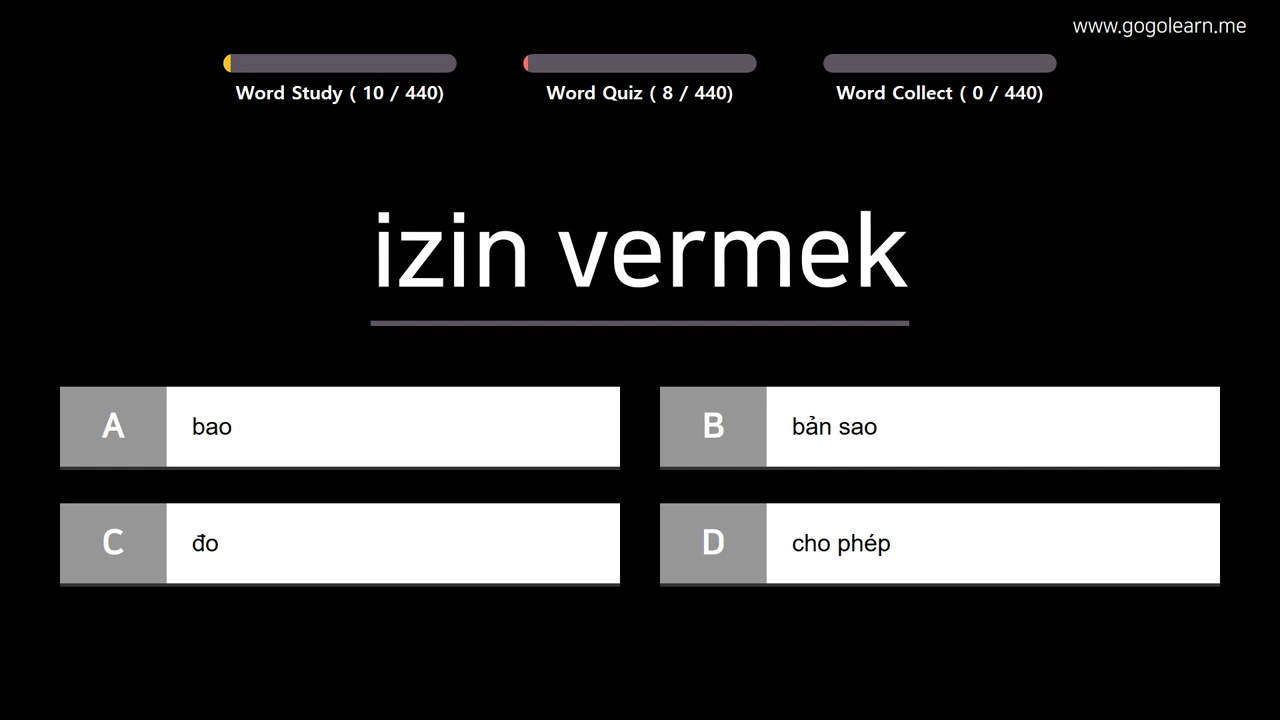 www.gogolearn.me
Word Study ( 10 / 440)
Word Quiz ( 8 / 440)
Word Collect ( 0 / 440)
izin vermek
A
bao
B
bản sao
C
đo
D
cho phép